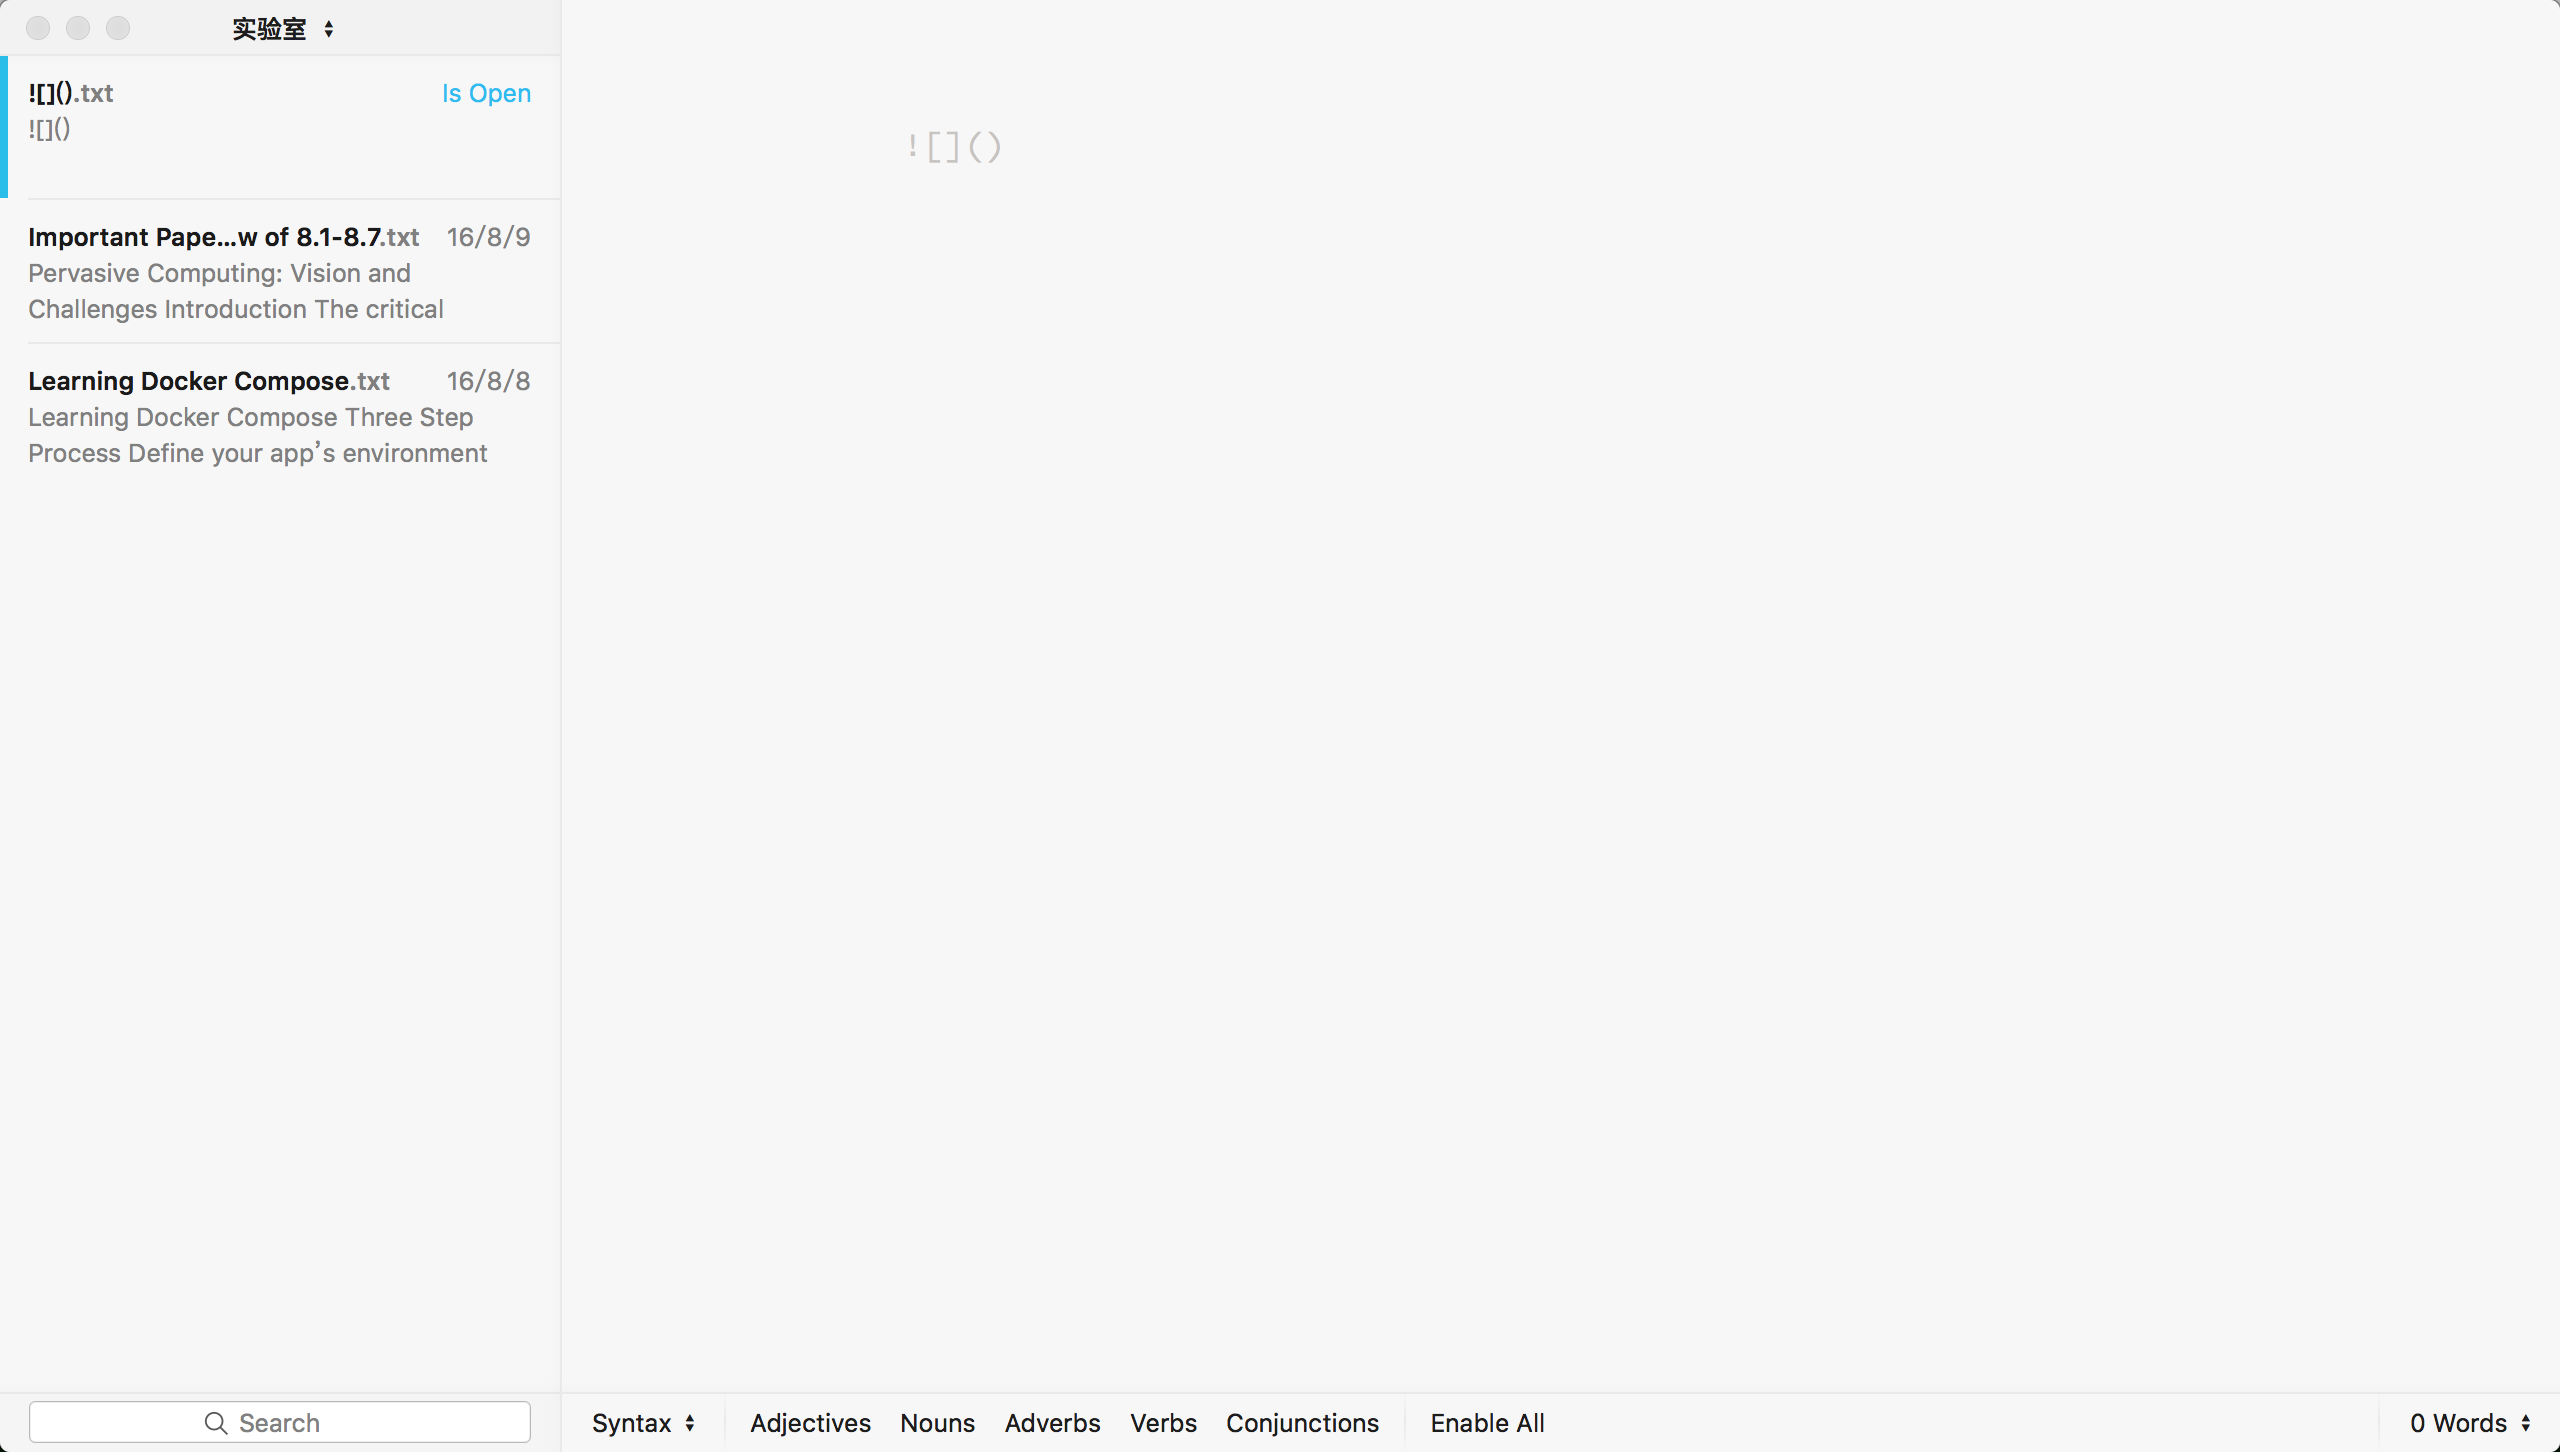 实验室
![]().txt Is Open
![]()
Important Pape...w of 8.1-8.7.txt 16/8/9
Pervasive Computing: Vision and
Challenges Introduction The critical
Learning Docker Compose.txt 16/8/8
Learning Docker Compose Three Step
Process Define your app’s environment
![]()
Search
Syntax Adjectives Nouns Adverbs Verbs Conjunctions Enable All 0 Words